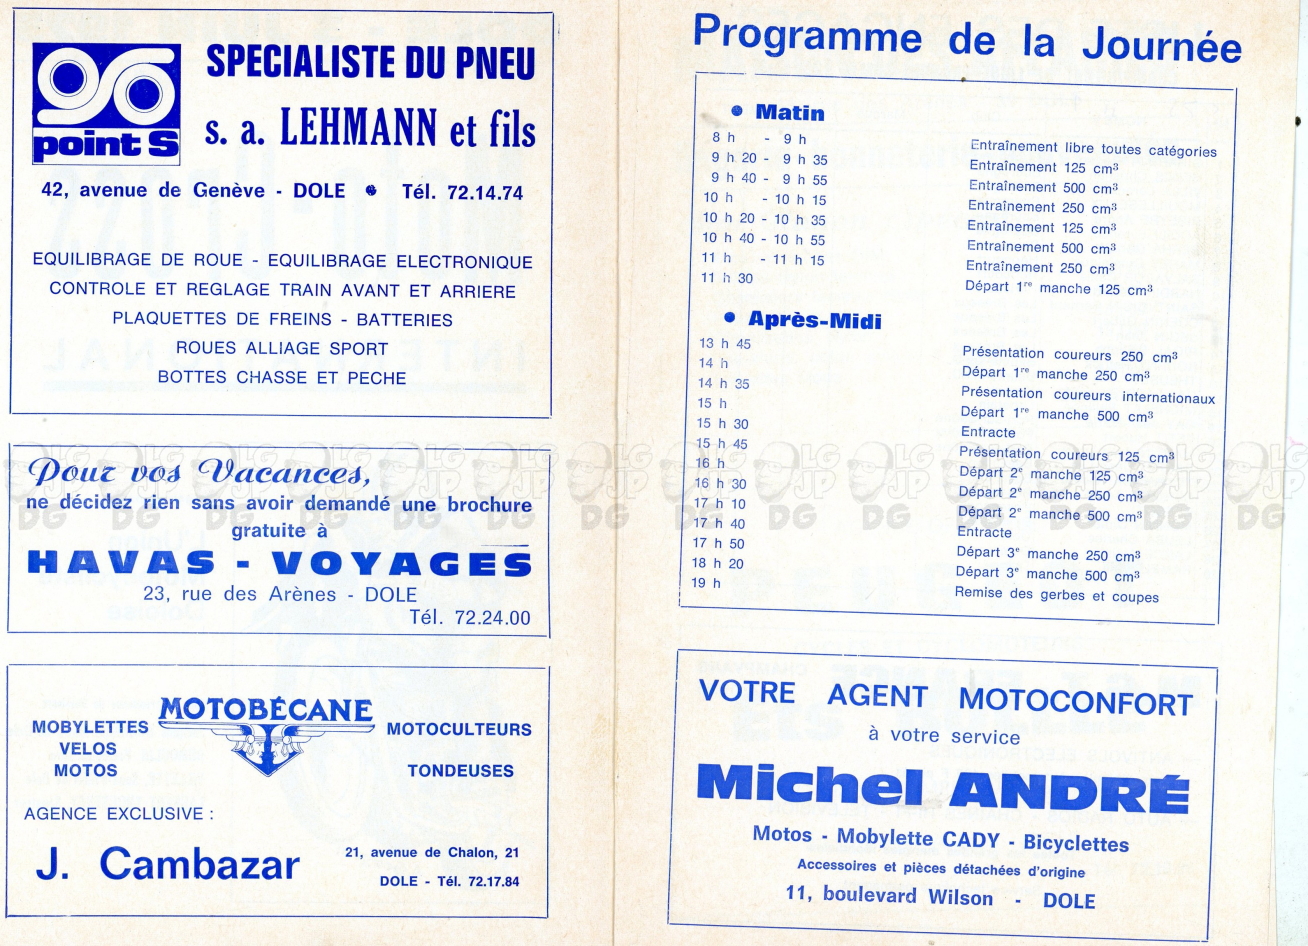 point S
SPECIALISTE DU PNEU
s. a. LEHMANN et fils
42, avenue de Genève - DOLE • Tél. 72.14.74
EQUILIBRAGE DE ROUE - EQUILIBRAGE ELECTRONIQUE
CONTROLE ET REGLAGE TRAIN AVANT ET ARRIERE
PLAQUETTES DE FREINS - BATTERIES
ROUES ALLIAGE SPORT
BOTTES CHASSE ET PECHE
Pour vos Vacances,
ne décidez rien sans avoir demandé une brochure
gratuite à
HAVAS - VOYAGES
23, rue des Arènes - DOLE
Tél. 72.24.00
MOTOBÉCANE
MOBYLETTES
VELOS
MOTOS
MOTOCULTEURS
TONDEUSES
AGENCE EXCLUSIVE :
J. Cambazar
21, avenue de Chalon, 21
DOLE - Tél. 72.17.84
Programme de la Journée
• Matin
8 h - 9 h Entraînement libre toutes catégories
9 h 20 - 9 h 35 Entraînement 125 cm³
9 h 40 - 9 h 55 Entraînement 500 cm³
10 h - 10 h 15 Entraînement 250 cm³
10 h 20 - 10 h 35 Entraînement 125 cm³
10 h 40 - 10 h 55 Entraînement 500 cm³
11 h - 11 h 15 Entraînement 250 cm³
11 h 30 Départ 1re manche 125 cm³
• Après-Midi
13 h 45 Présentation coureurs 250 cm³
14 h Départ 1re manche 250 cm³
14 h 35 Présentation coureurs internationaux
15 h Départ 1re manche 500 cm³
15 h 30 Entracte
15 h 45 Présentation coureurs 125 cm³
16 h Départ 2e manche 125 cm³
16 h 30 Départ 2e manche 250 cm³
17 h 10 Départ 2e manche 500 cm³
17 h 40 Entracte
17 h 50 Départ 3e manche 250 cm³
18 h 20 Départ 3e manche 500 cm³
19 h Remise des gerbes et coupes
VOTRE AGENT MOTOCONFORT
à votre service
Michel ANDRÉ
Motos - Mobylette CADY - Bicyclettes
Accessoires et pièces détachées d'origine
11, boulevard Wilson - DOLE